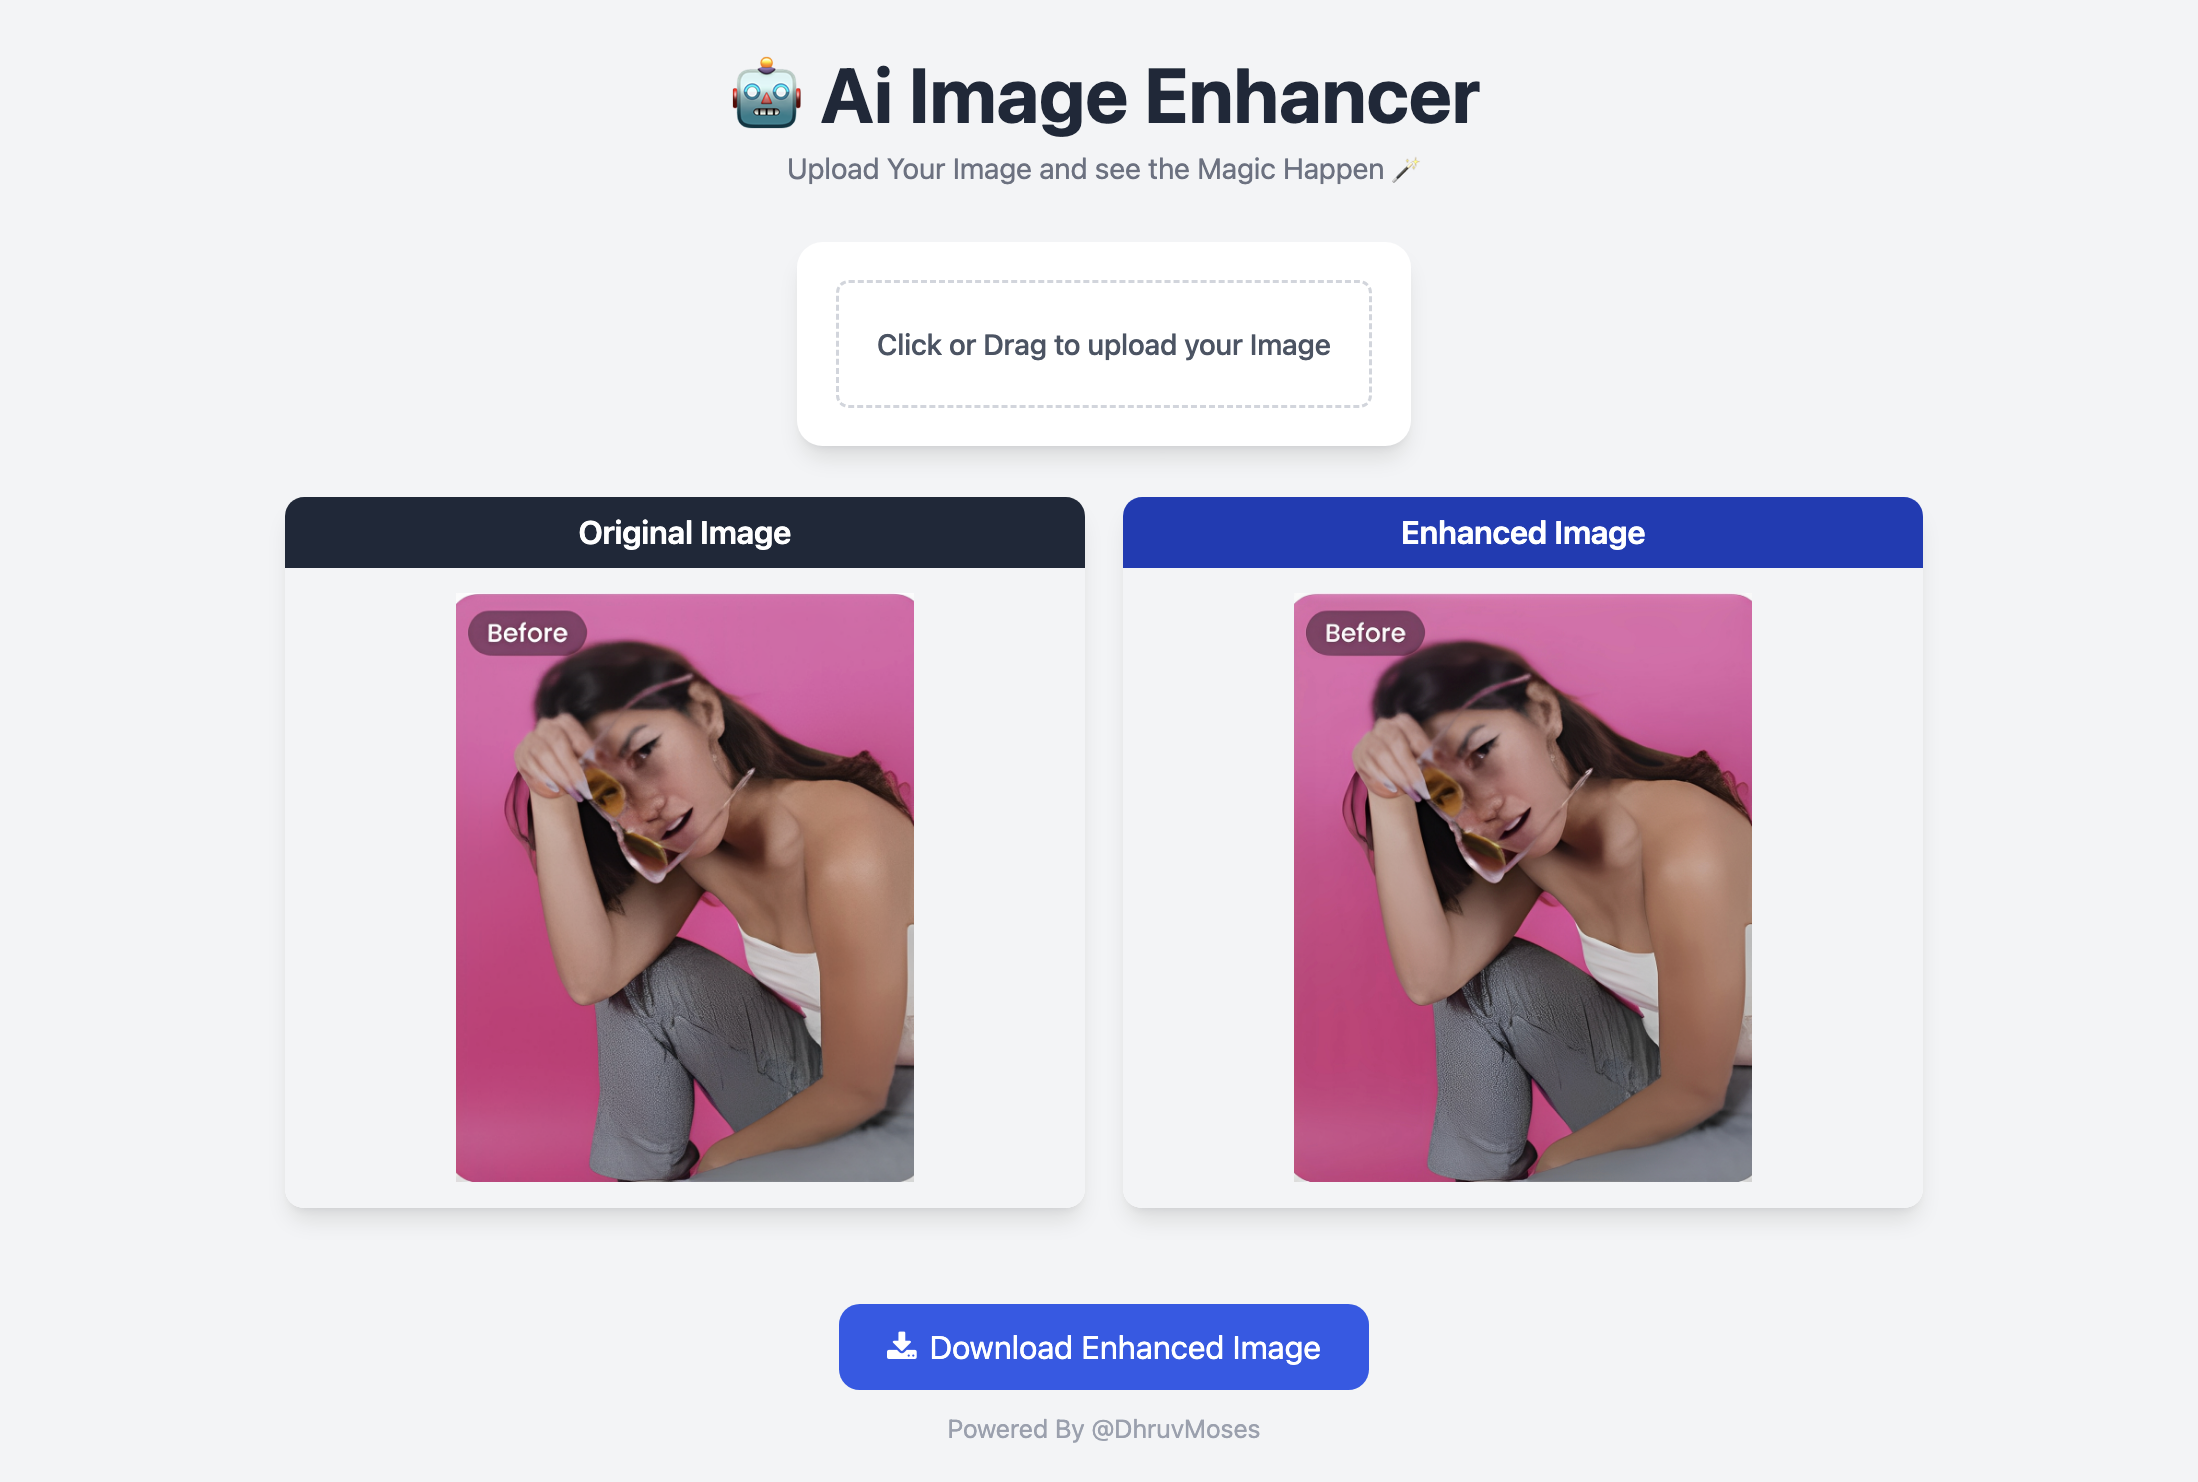 Ai Image Enhancer
Upload Your Image and see the Magic Happen
Click or Drag to upload your Image
Original Image
Before
Enhanced Image
Before
Download Enhanced Image
Powered By @DhruvMoses